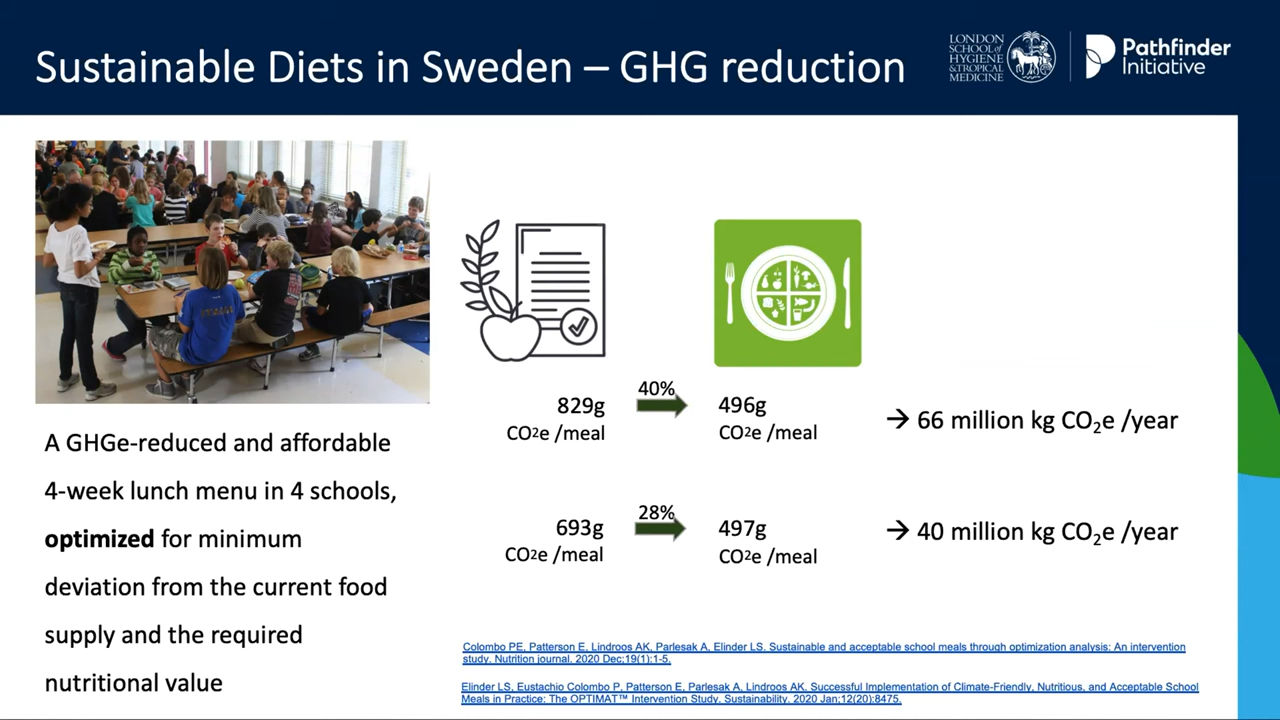 Sustainable Diets in Sweden – GHG reduction
LONDON
SCHOOL of
HYGIENE
& TROPICAL
MEDICINE
Pathfinder
Initiative
A GHGe-reduced and affordable
4-week lunch menu in 4 schools,
optimized for minimum
deviation from the current food
supply and the required
nutritional value
829g
CO2e /meal
40%
496g
CO2e /meal
→ 66 million kg CO₂e /year
693g
CO2e /meal
28%
497g
CO2e /meal
→ 40 million kg CO₂e /year
Colombo PE, Patterson E, Lindroos AK, Parlesak A, Elinder LS. Sustainable and acceptable school meals through optimization analysis: An intervention
study. Nutrition journal. 2020 Dec;19(1):1-5.
Elinder LS, Eustachio Colombo P, Patterson E, Parlesak A, Lindroos AK. Successful Implementation of Climate-Friendly, Nutritious, and Acceptable School
Meals in Practice: The OPTIMAT™ Intervention Study. Sustainability. 2020 Jan;12(20):8475.